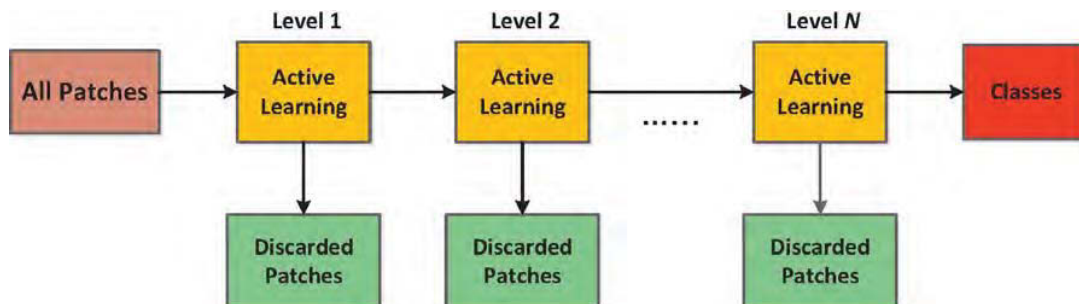 Level 1
Level 2
Level N
All Patches
Active
Learning
Active
Learning
......
Active
Learning
Classes
Discarded
Patches
Discarded
Patches
Discarded
Patches